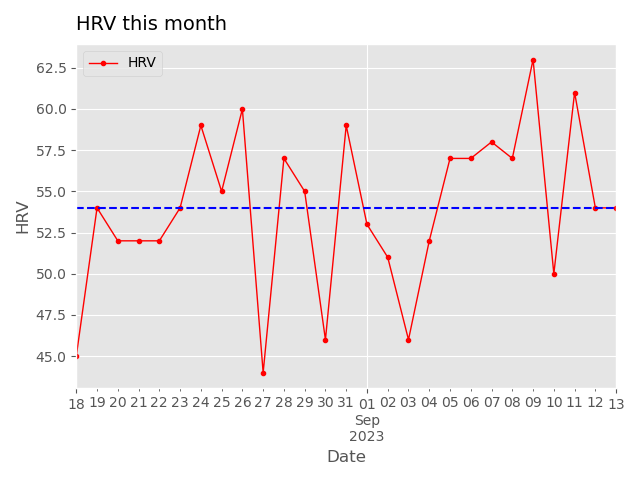 HRV this month
HRV
62.5
60.0
57.5
55.0
52.5
50.0
47.5
45.0
HRV
18 19 20 21 22 23 24 25 26 27 28 29 30 31 01 02 03 04 05 06 07 08 09 10 11 12 13
Sep
2023
Date